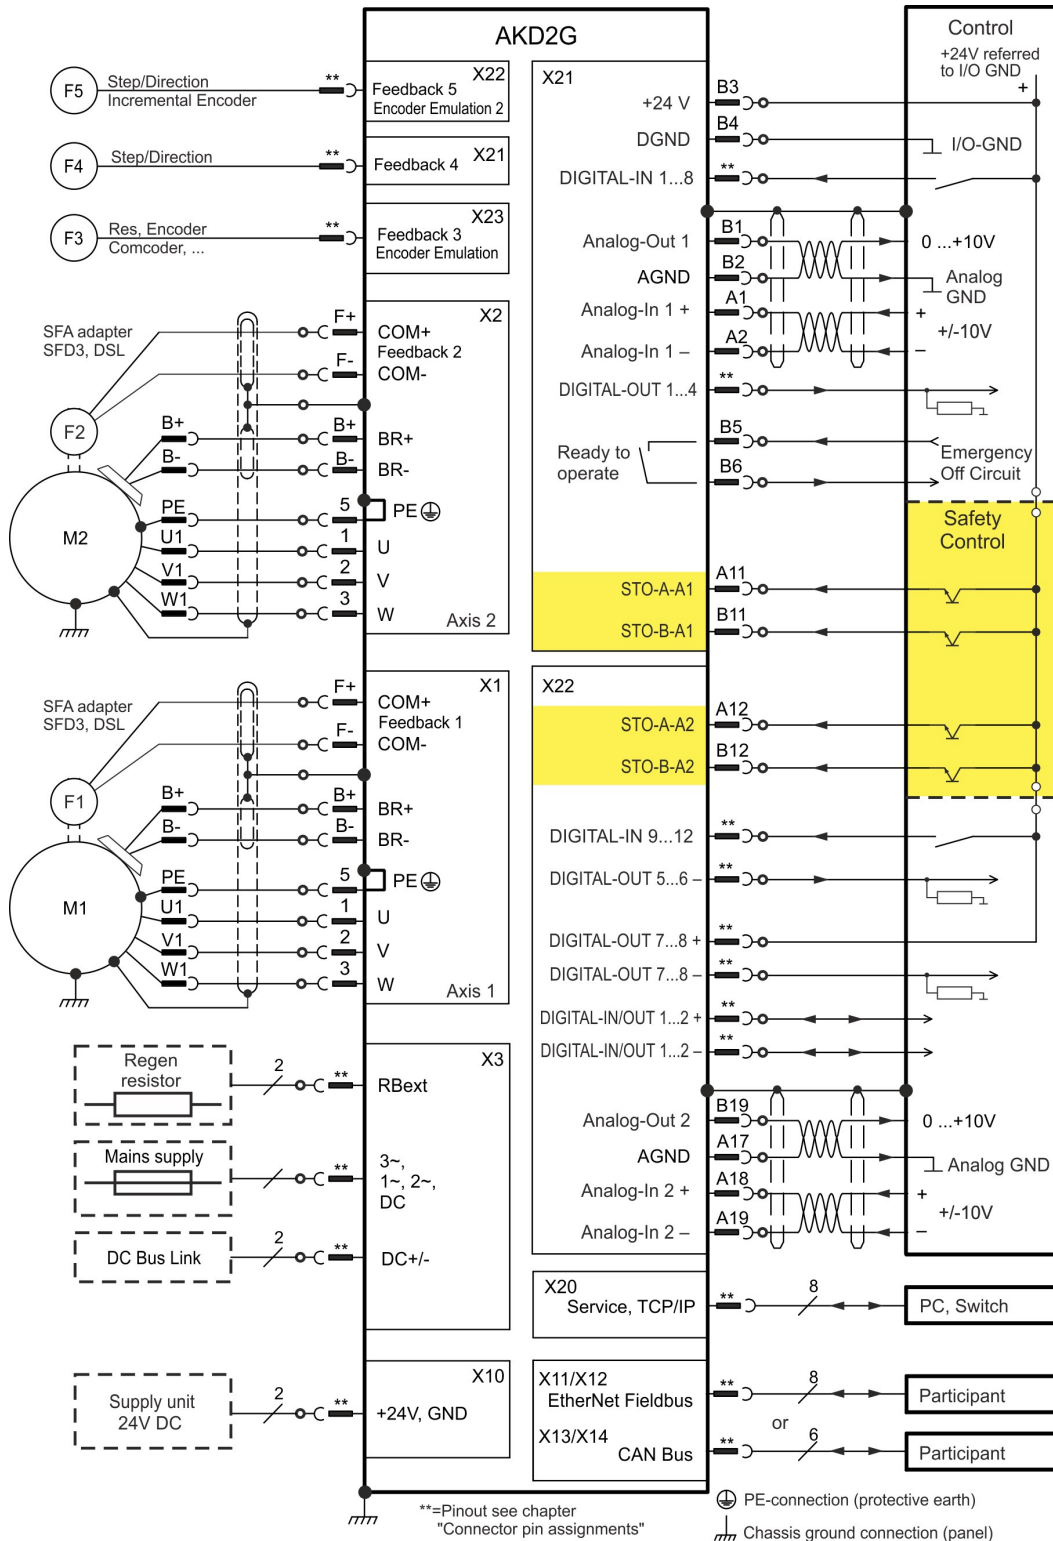 AKD2G
F5
Step/Direction
Incremental Encoder
**
X22
Feedback 5
Encoder Emulation 2
F4
Step/Direction
**
X21
Feedback 4
F3
Res, Encoder
Comcoder, ...
**
X23
Feedback 3
Encoder Emulation
SFA adapter
SFD3, DSL
F2
M2
F+
F-
X2
COM+
Feedback 2
COM-
B+
B+
BR+
B-
B-
BR-
PE
5
PE
U1
1
U
V1
2
V
W1
3
W
Axis 2
SFA adapter
SFD3, DSL
F1
M1
F+
F-
X1
COM+
Feedback 1
COM-
B+
B+
BR+
B-
B-
BR-
PE
5
PE
U1
1
U
V1
2
V
W1
3
W
Axis 1
Regen
resistor
2
**
X3
RBext
Mains supply
**
3~,
1~, 2~,
DC
DC Bus Link
2
**
DC+/-
Supply unit
24V DC
2
**
X10
+24V, GND
X21
+24 V
B3
DGND
B4
DIGITAL-IN 1...8
**
Analog-Out 1
B1
AGND
B2
Analog-In 1 +
A1
Analog-In 1 –
A2
DIGITAL-OUT 1...4
**
Ready to
operate
B5
B6
STO-A-A1
A11
STO-B-A1
B11
X22
STO-A-A2
A12
STO-B-A2
B12
DIGITAL-IN 9...12
**
DIGITAL-OUT 5...6 –
**
DIGITAL-OUT 7...8 +
**
DIGITAL-OUT 7...8 –
**
DIGITAL-IN/OUT 1...2 +
**
DIGITAL-IN/OUT 1...2 –
**
Analog-Out 2
B19
AGND
A17
Analog-In 2 +
A18
Analog-In 2 –
A19
X20
Service, TCP/IP
**
8
PC, Switch
X11/X12
EtherNet Fieldbus
**
8
Participant
or
X13/X14
CAN Bus
**
6
Participant
Control
+24V referred
to I/O GND
+
I/O-GND
0 ...+10V
Analog
GND
+
+/-10V
–
Emergency
Off Circuit
Safety
Control
0 ...+10V
Analog GND
+
+/-10V
–
**=Pinout see chapter
"Connector pin assignments"
PE-connection (protective earth)
Chassis ground connection (panel)